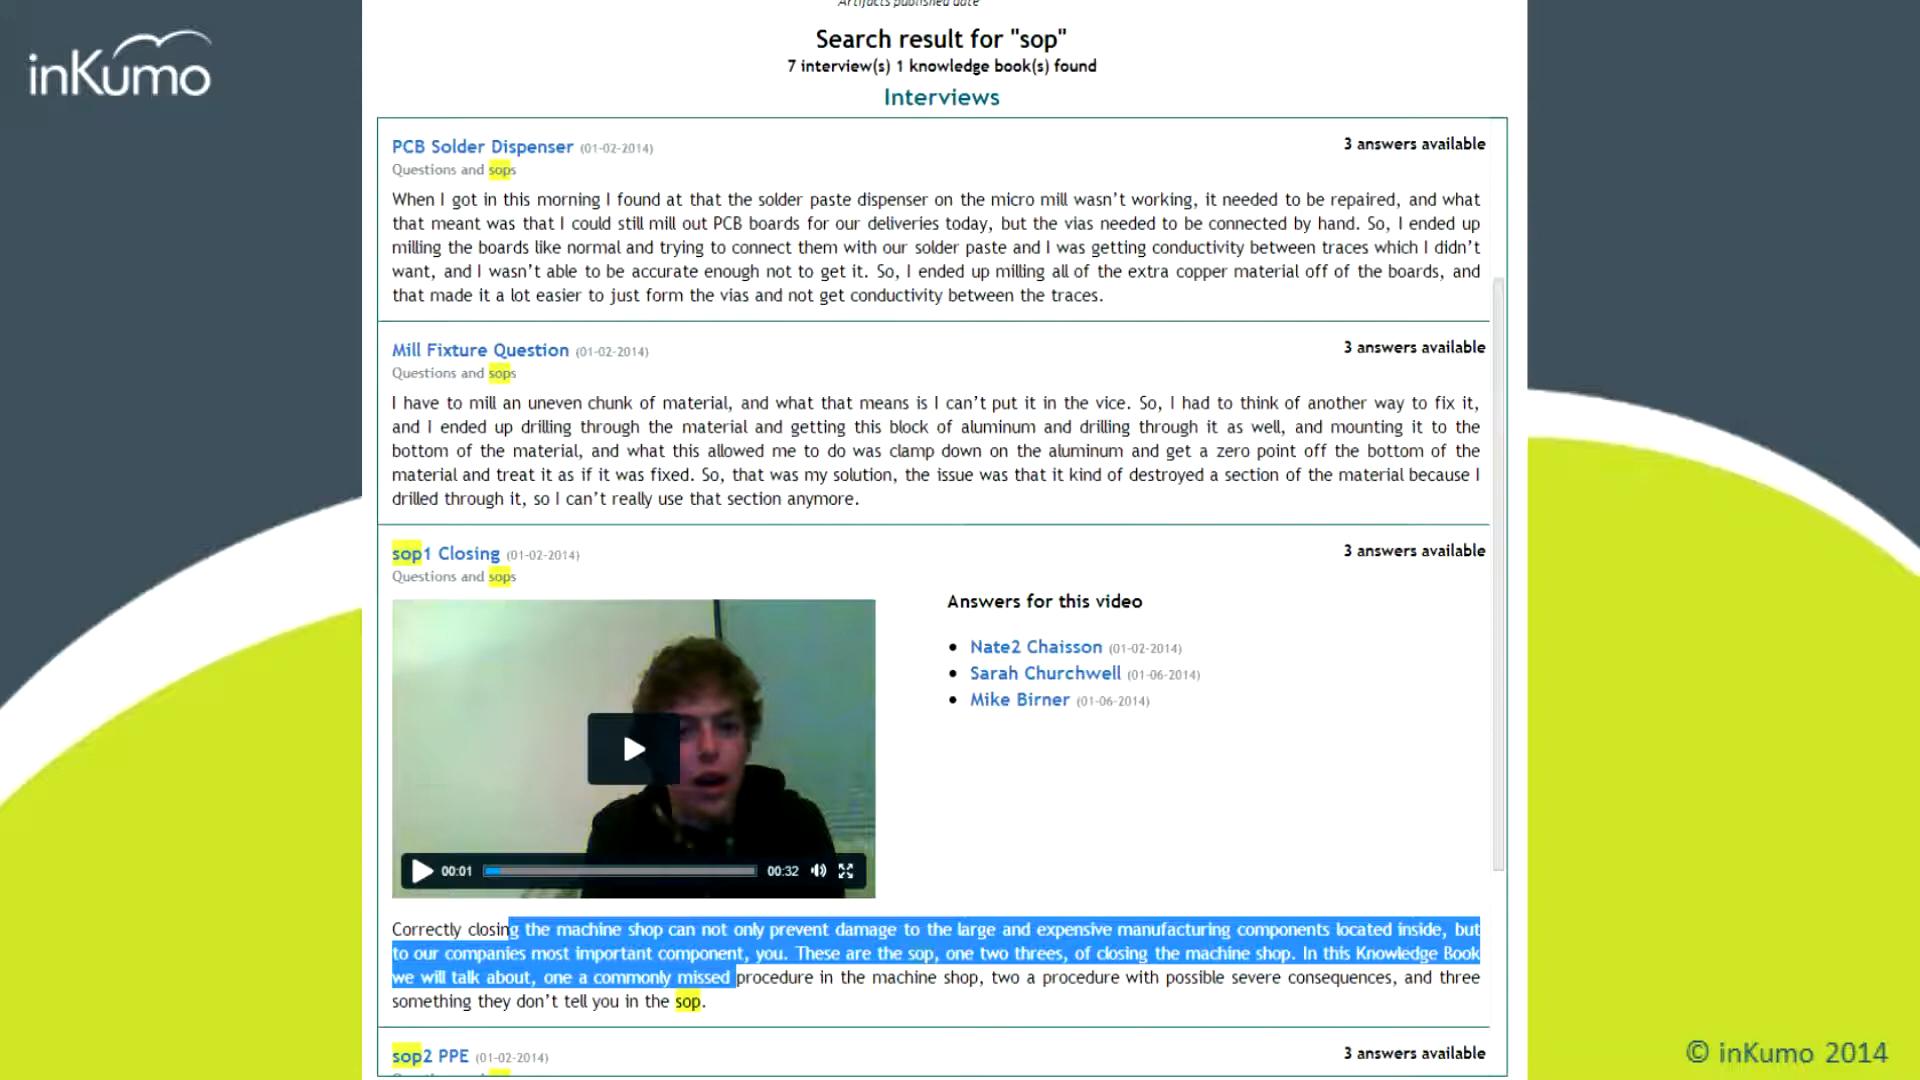 Artifacts published date
inKumo
Search result for "sop"
7 interview(s) 1 knowledge book(s) found
Interviews
PCB Solder Dispenser (01-02-2014)
3 answers available
Questions and sops
When I got in this morning I found at that the solder paste dispenser on the micro mill wasn't working, it needed to be repaired, and what
that meant was that I could still mill out PCB boards for our deliveries today, but the vias needed to be connected by hand. So, I ended up
milling the boards like normal and trying to connect them with our solder paste and I was getting conductivity between traces which I didn't
want, and I wasn't able to be accurate enough not to get it. So, I ended up milling all of the extra copper material off of the boards, and
that made it a lot easier to just form the vias and not get conductivity between the traces.
Mill Fixture Question (01-02-2014)
3 answers available
Questions and sops
I have to mill an uneven chunk of material, and what that means is I can't put it in the vice. So, I had to think of another way to fix it,
and I ended up drilling through the material and getting this block of aluminum and drilling through it as well, and mounting it to the
bottom of the material, and what this allowed me to do was clamp down on the aluminum and get a zero point off the bottom of the
material and treat it as if it was fixed. So, that was my solution, the issue was that it kind of destroyed a section of the material because I
drilled through it, so I can't really use that section anymore.
sop1 Closing (01-02-2014)
3 answers available
Questions and sops
Answers for this video
Nate2 Chaisson (01-02-2014)
Sarah Churchwell (01-06-2014)
Mike Birner (01-06-2014)
00:01
00:32
Correctly closing the machine shop can not only prevent damage to the large and expensive manufacturing components located inside, but
to our companies most important component, you. These are the sop, one two threes, of closing the machine shop. In this Knowledge Book
we will talk about, one a commonly missed procedure in the machine shop, two a procedure with possible severe consequences, and three
something they don't tell you in the sop.
sop2 PPE (01-02-2014)
3 answers available
© inKumo 2014